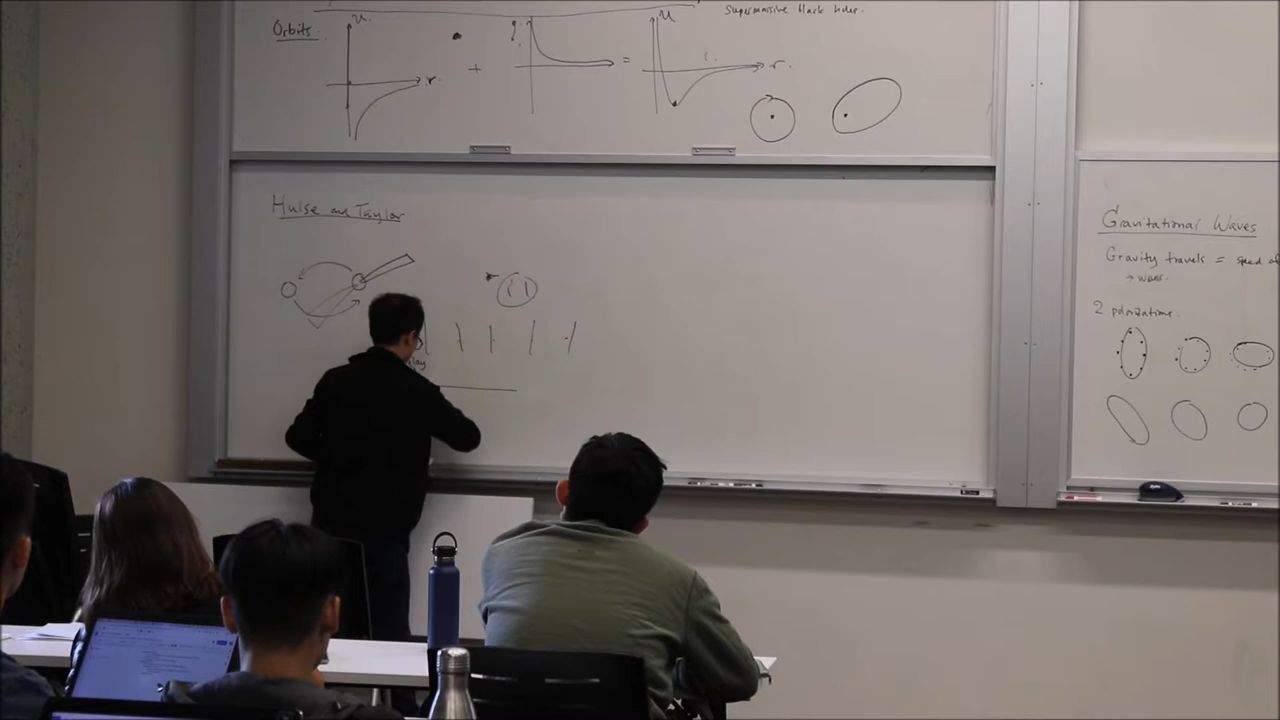 Supermassive black holes.
Orbits.
u.
r.
+
=
u
r.
Hulse and Taylor
Gravitational Waves
Gravity travels = speed of
waves.
2 polarizations.